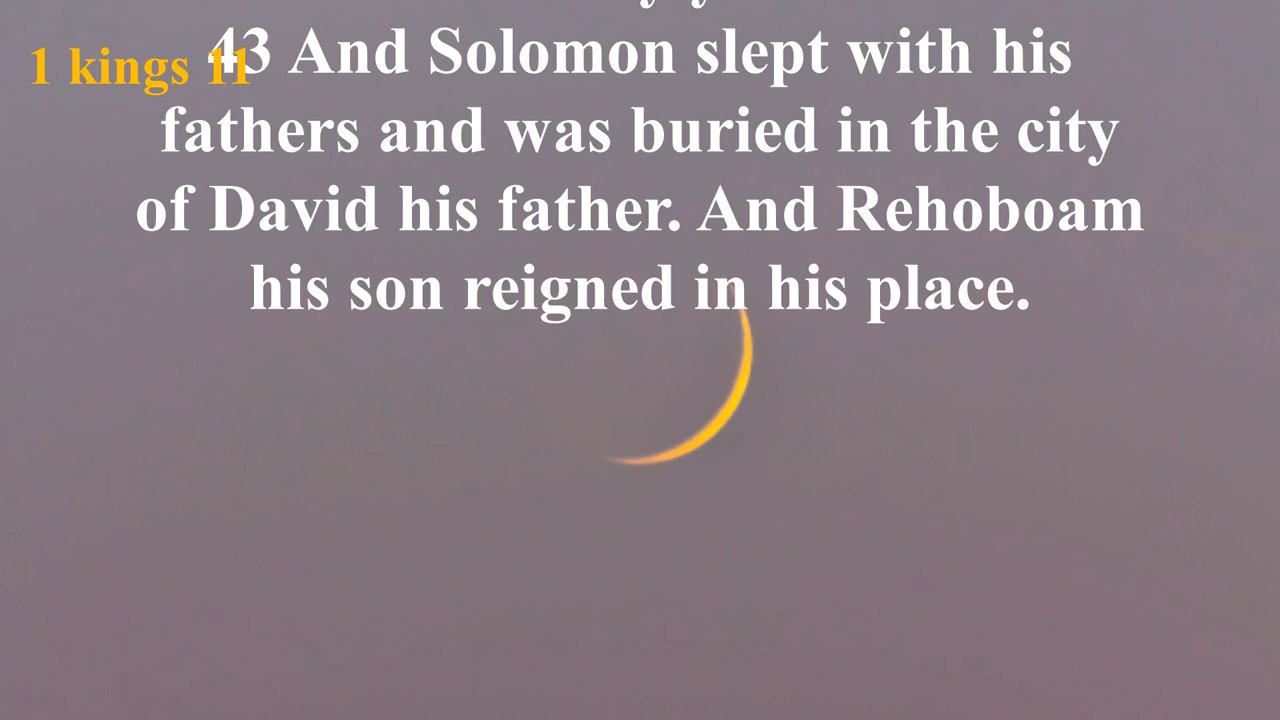 1 kings 11
43 And Solomon slept with his
fathers and was buried in the city
of David his father. And Rehoboam
his son reigned in his place.